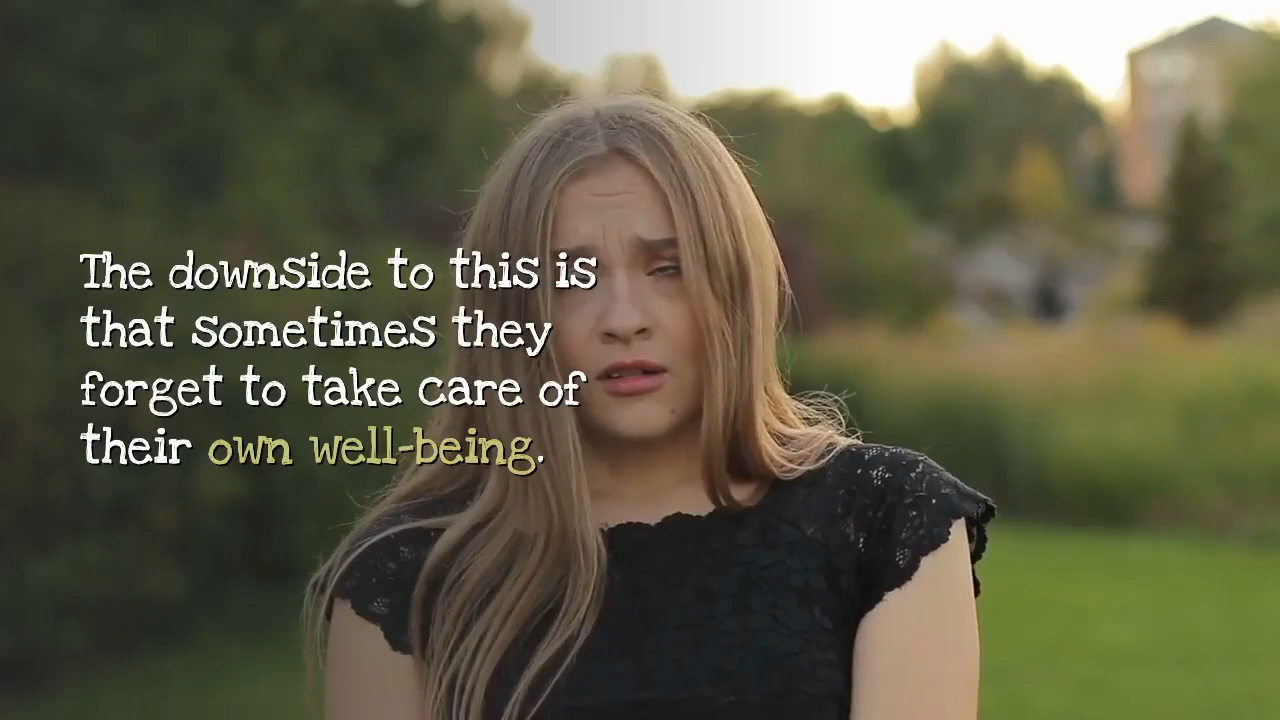 The downside to this is
that sometimes they
forget to take care of
their own well-being.